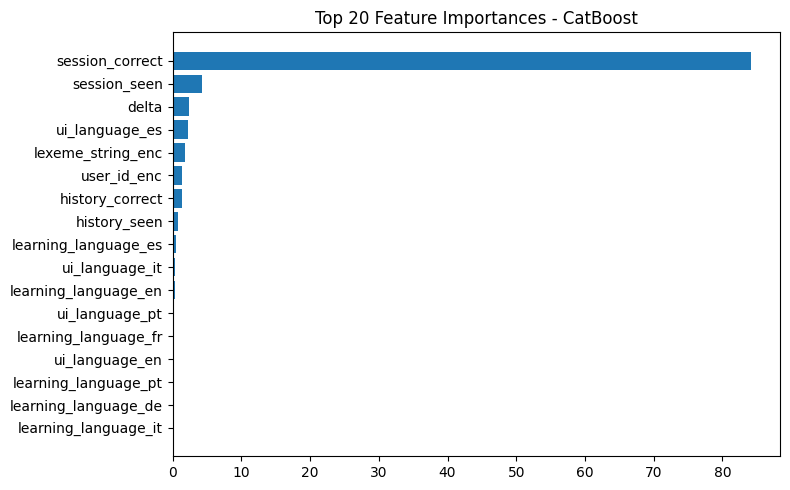 Top 20 Feature Importances - CatBoost
session_correct
session_seen
delta
ui_language_es
lexeme_string_enc
user_id_enc
history_correct
history_seen
learning_language_es
ui_language_it
learning_language_en
ui_language_pt
learning_language_fr
ui_language_en
learning_language_pt
learning_language_de
learning_language_it
0 10 20 30 40 50 60 70 80